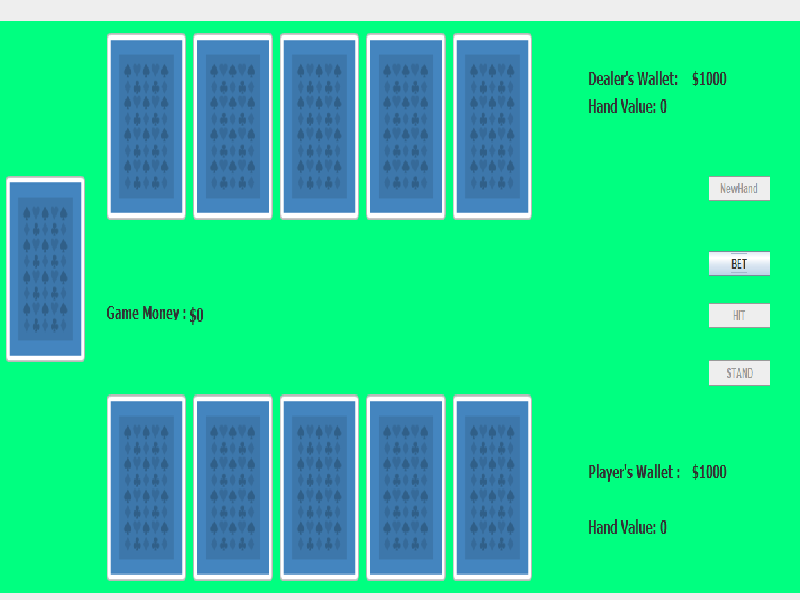 Dealer's Wallet: $1000
Hand Value: 0
NewHand
BET
Game Money : $0
HIT
STAND
Player's Wallet : $1000
Hand Value: 0